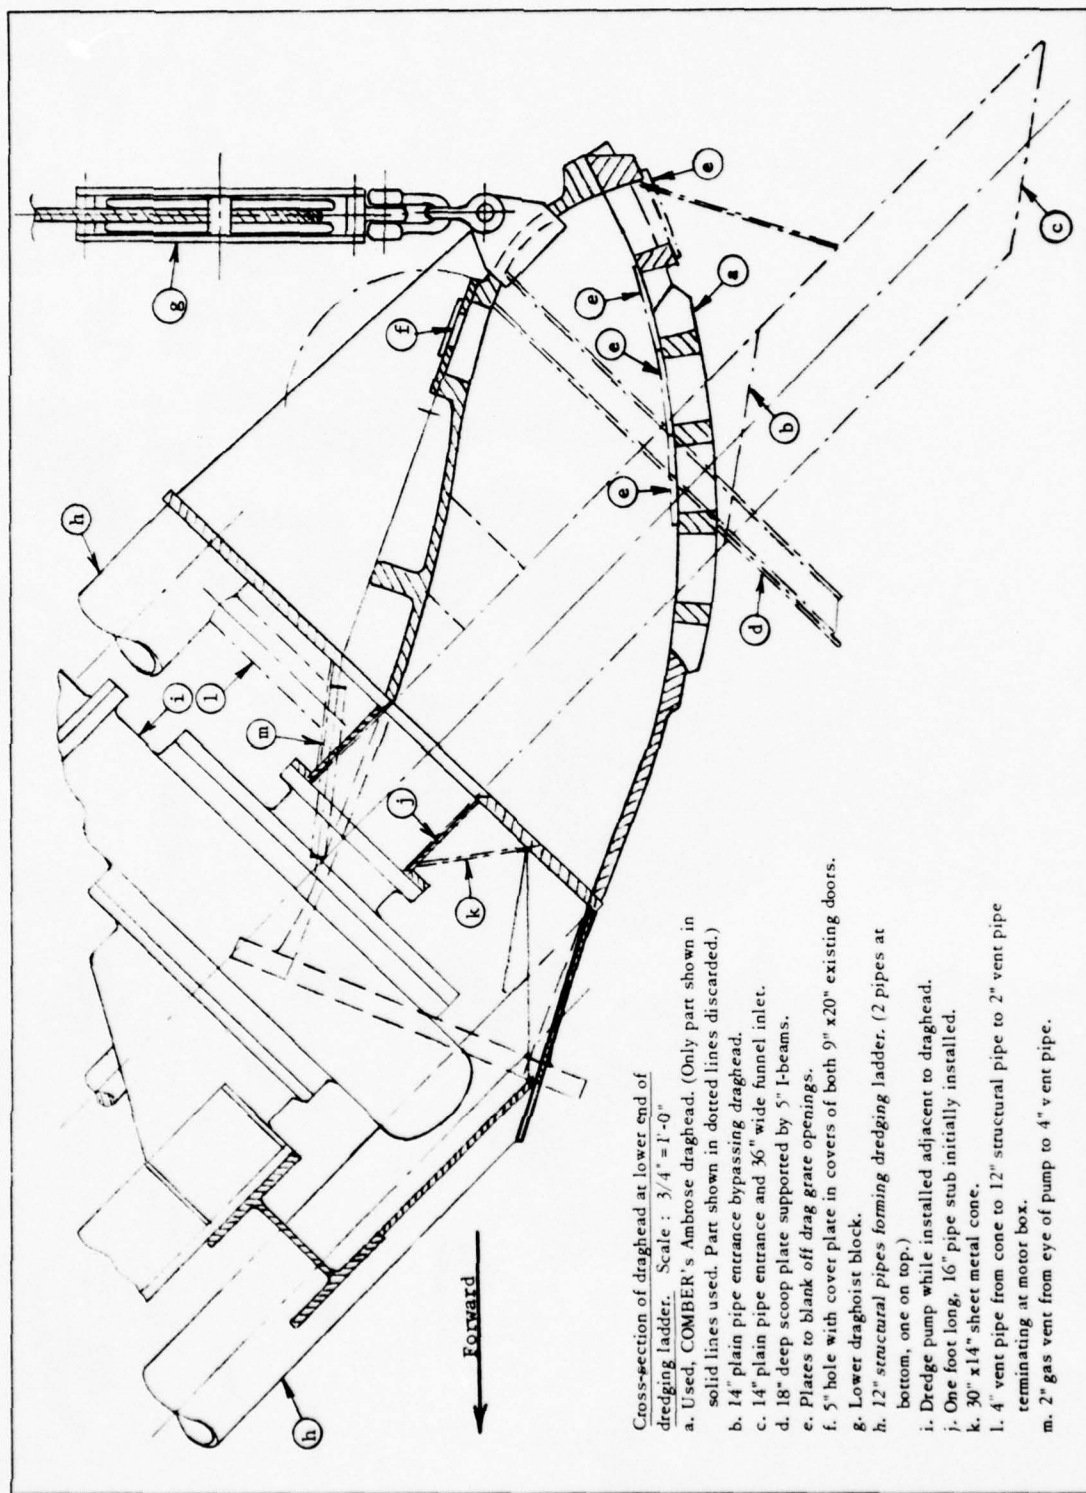 Forward
Cross-section of draghead at lower end of
dredging ladder. Scale : 3/4" = 1'-0"
a. Used, COMBER's Ambrose draghead. (Only part shown in
solid lines used. Part shown in dotted lines discarded.)
b. 14" plain pipe entrance bypassing draghead.
c. 14" plain pipe entrance and 36" wide funnel inlet.
d. 18" deep scoop plate supported by 5" I-beams.
e. Plates to blank off drag grate openings.
f. 5" hole with cover plate in covers of both 9" x20" existing doors.
g. Lower draghoist block.
h. 12" structural pipes forming dredging ladder. (2 pipes at
bottom, one on top.)
i. Dredge pump while installed adjacent to draghead.
j. One foot long, 16" pipe stub initially installed.
k. 30" x14" sheet metal cone.
l. 4" vent pipe from cone to 12" structural pipe to 2" vent pipe
terminating at motor box.
m. 2" gas vent from eye of pump to 4" vent pipe.
h
i
l
m
j
k
h
g
f
e
e
e
e
a
b
c
d